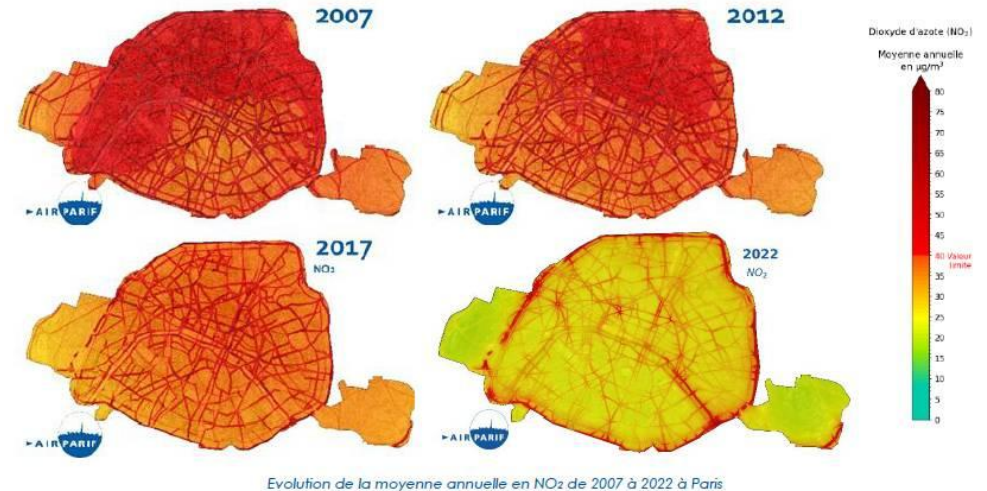 2007
2012
Dioxyde d'azote (NO₂)
Moyenne annuelle
en µg/m³
80
75
70
65
60
55
50
45
40 Valeur
limite
35
30
25
20
15
10
5
0
AIRPARIF
AIRPARIF
2017
NO₂
2022
NO₂
AIRPARIF
AIRPARIF
Evolution de la moyenne annuelle en NO₂ de 2007 à 2022 à Paris